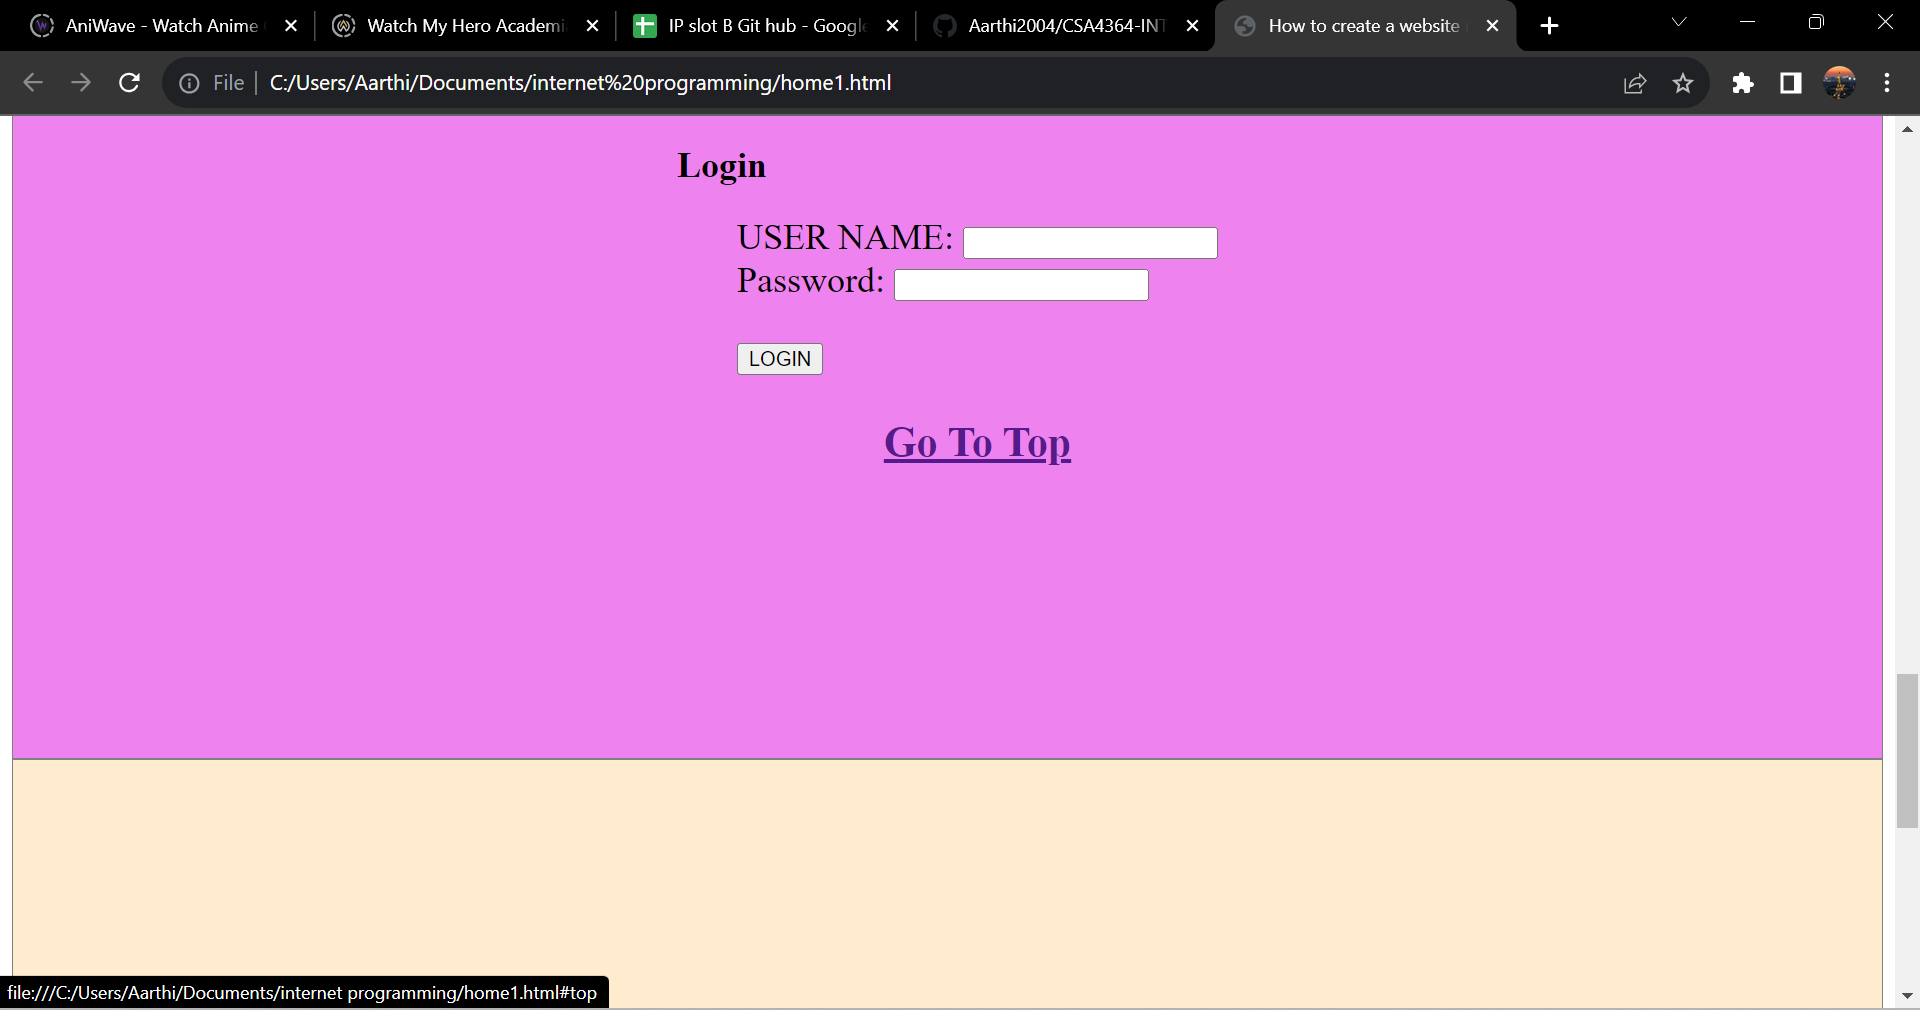 AniWave - Watch Anime
Watch My Hero Academi
IP slot B Git hub - Google
Aarthi2004/CSA4364-INT
How to create a website
File
C:/Users/Aarthi/Documents/internet%20programming/home1.html
Login
USER NAME:
Password:
LOGIN
Go To Top
file:///C:/Users/Aarthi/Documents/internet programming/home1.html#top